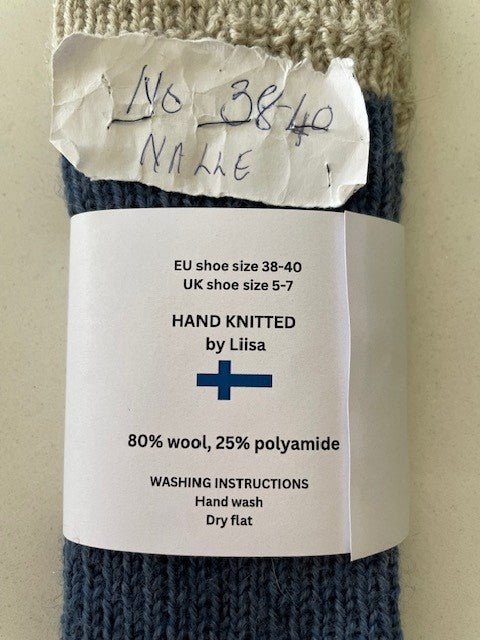 No 38-40
NALLE
EU shoe size 38-40
UK shoe size 5-7
HAND KNITTED
by Liisa
80% wool, 25% polyamide
WASHING INSTRUCTIONS
Hand wash
Dry flat